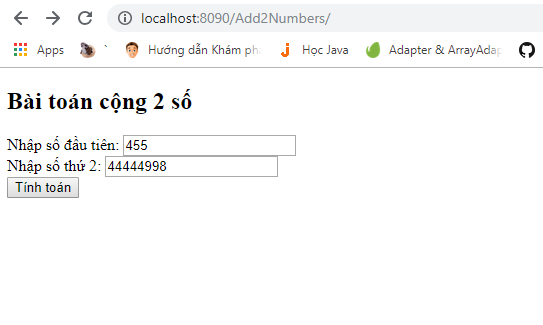 localhost:8090/Add2Numbers/
Apps ` Hướng dẫn Khám phá Học Java Adapter & ArrayAdap
Bài toán cộng 2 số
Nhập số đầu tiên: 455
Nhập số thứ 2: 44444998
Tính toán